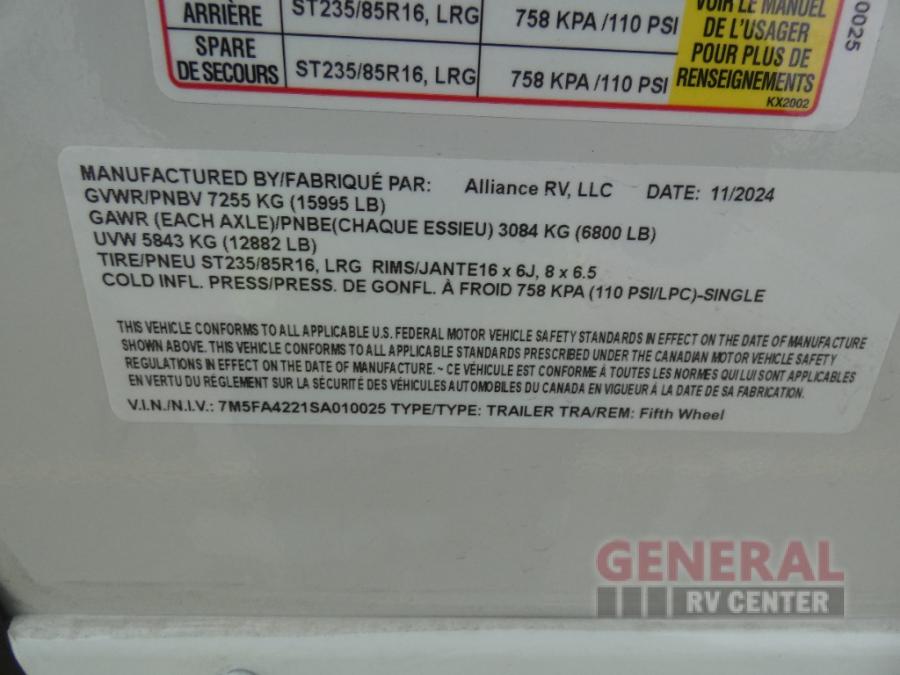 ARRIÈRE ST235/85R16, LRG 758 KPA /110 PSI
SPARE
DE SECOURS ST235/85R16, LRG 758 KPA /110 PSI
VOIR LE MANUEL
DE L'USAGER
POUR PLUS DE
RENSEIGNEMENTS
KX2002
0025
MANUFACTURED BY/FABRIQUÉ PAR: Alliance RV, LLC DATE: 11/2024
GVWR/PNBV 7255 KG (15995 LB)
GAWR (EACH AXLE)/PNBE(CHAQUE ESSIEU) 3084 KG (6800 LB)
UVW 5843 KG (12882 LB)
TIRE/PNEU ST235/85R16, LRG RIMS/JANTE16 x 6J, 8 x 6.5
COLD INFL. PRESS/PRESS. DE GONFL. À FROID 758 KPA (110 PSI/LPC)-SINGLE
THIS VEHICLE CONFORMS TO ALL APPLICABLE U.S. FEDERAL MOTOR VEHICLE SAFETY STANDARDS IN EFFECT ON THE DATE OF MANUFACTURE
SHOWN ABOVE. THIS VEHICLE CONFORMS TO ALL APPLICABLE STANDARDS PRESCRIBED UNDER THE CANADIAN MOTOR VEHICLE SAFETY
REGULATIONS IN EFFECT ON THE DATE OF MANUFACTURE. ~ CE VÉHICULE EST CONFORME À TOUTES LES NORMES QUI LUI SONT APPLICABLES
EN VERTU DU RÈGLEMENT SUR LA SÉCURITÉ DES VÉHICULES AUTOMOBILES DU CANADA EN VIGUEUR À LA DATE DE SA FABRICATION.
V.I.N./N.I.V.: 7M5FA4221SA010025 TYPE/TYPE: TRAILER TRA/REM: Fifth Wheel
GENERAL
RV CENTER